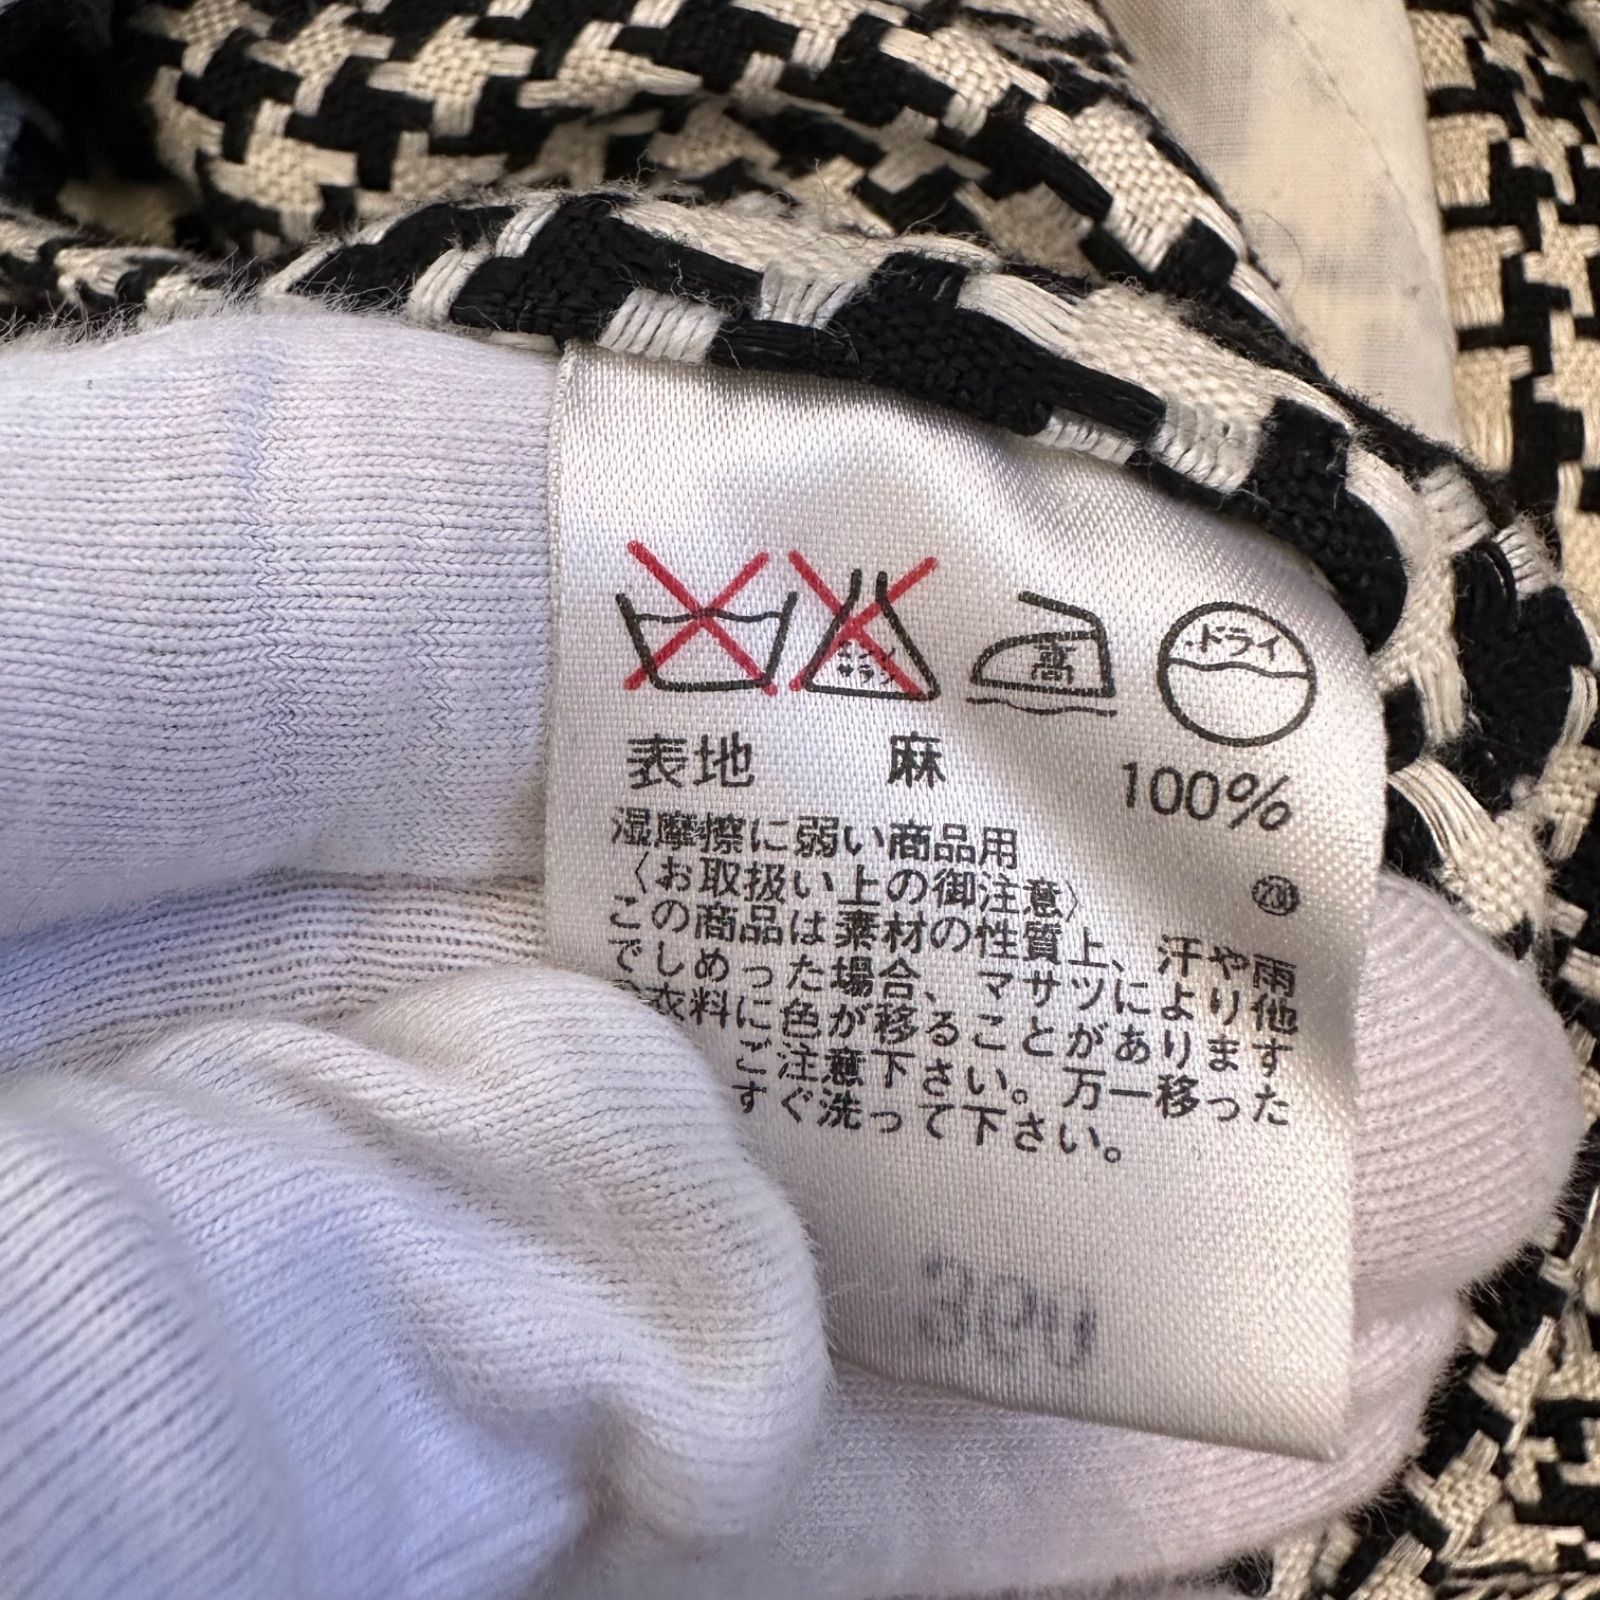 ドライ
高
表地 麻 100%
湿摩擦に弱い商品用
〈お取扱い上の御注意〉
この商品は素材の性質上、汗や雨
でしめった場合、マサツにより他
衣料に色が移ることがあります
ご注意下さい。万一移った
すぐ洗って下さい。